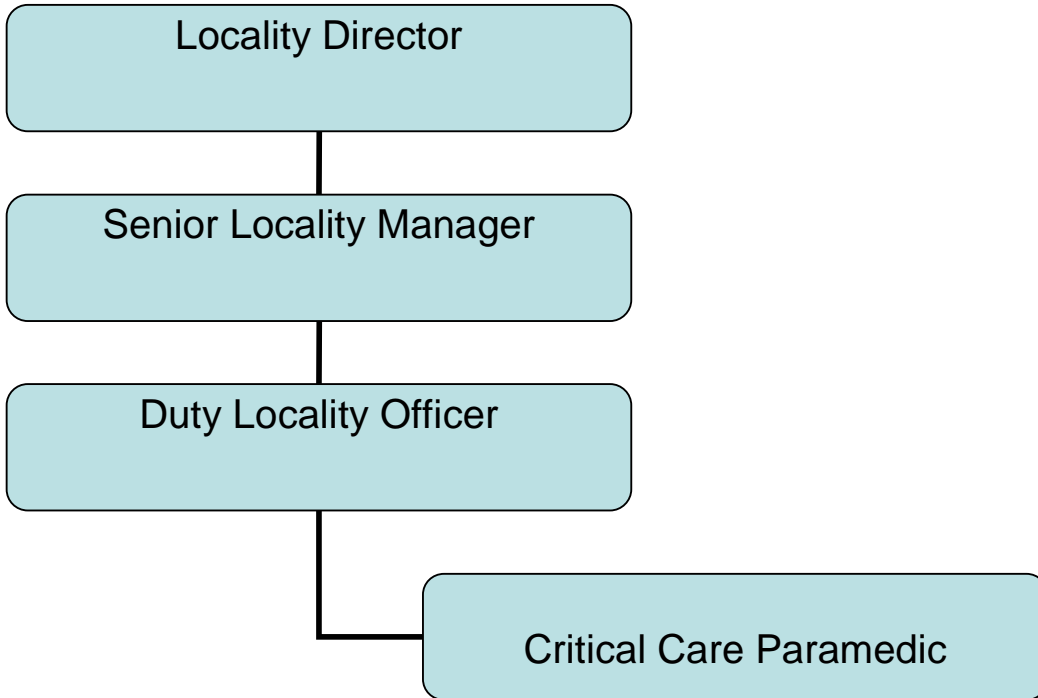 Locality Director
Senior Locality Manager
Duty Locality Officer
Critical Care Paramedic